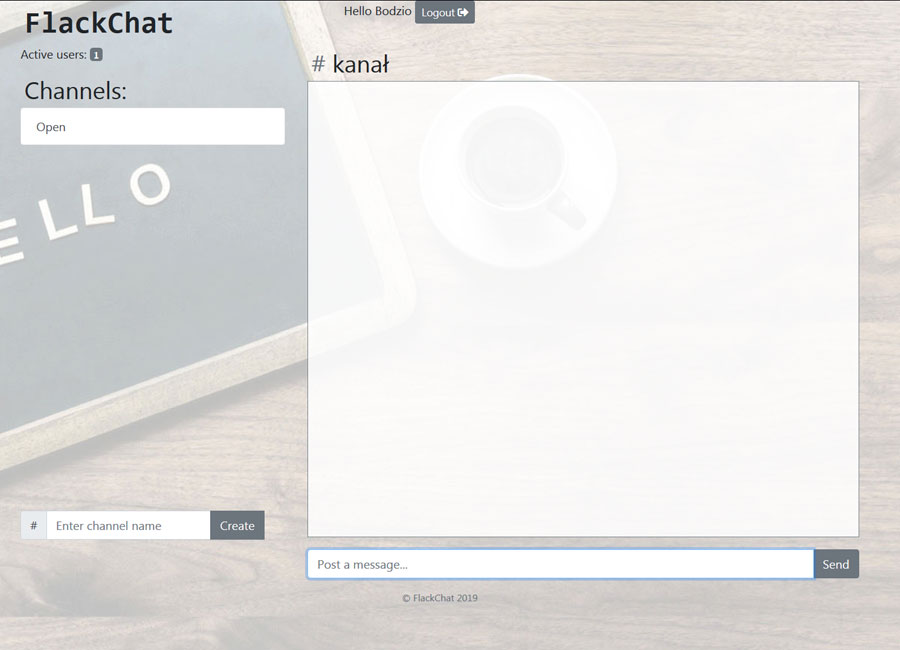 FlackChat
Hello Bodzio Logout
Active users: 1
# kanał
Channels:
Open
ELLO
# Enter channel name Create
Post a message... Send
© FlackChat 2019